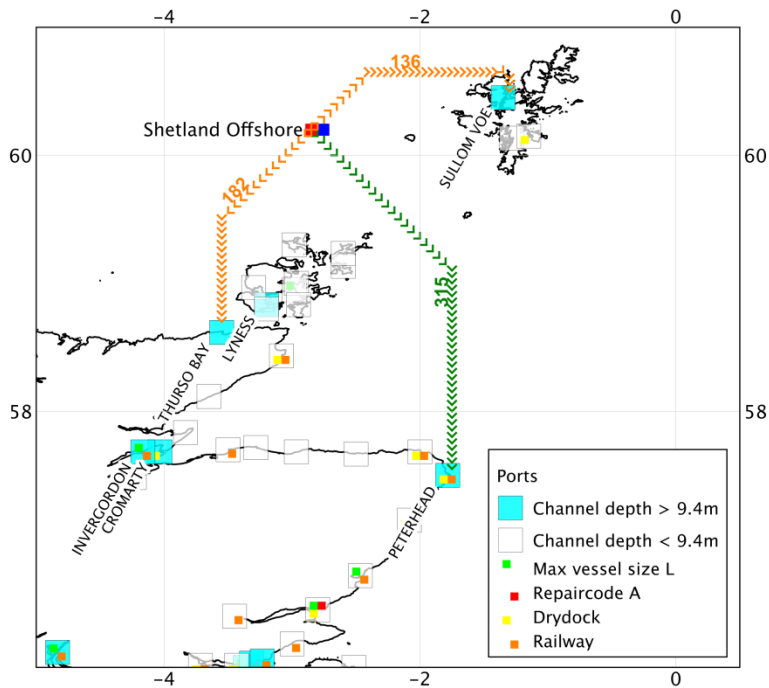 -4 -2 0
136
Shetland Offshore
SULLOM VOE
60 60
182
315
LYNESS
THURSO BAY
58 58
INVERGORDON
CROMARTY
PETERHEAD
Ports
Channel depth > 9.4m
Channel depth < 9.4m
Max vessel size L
Repaircode A
Drydock
Railway
-4 -2 0